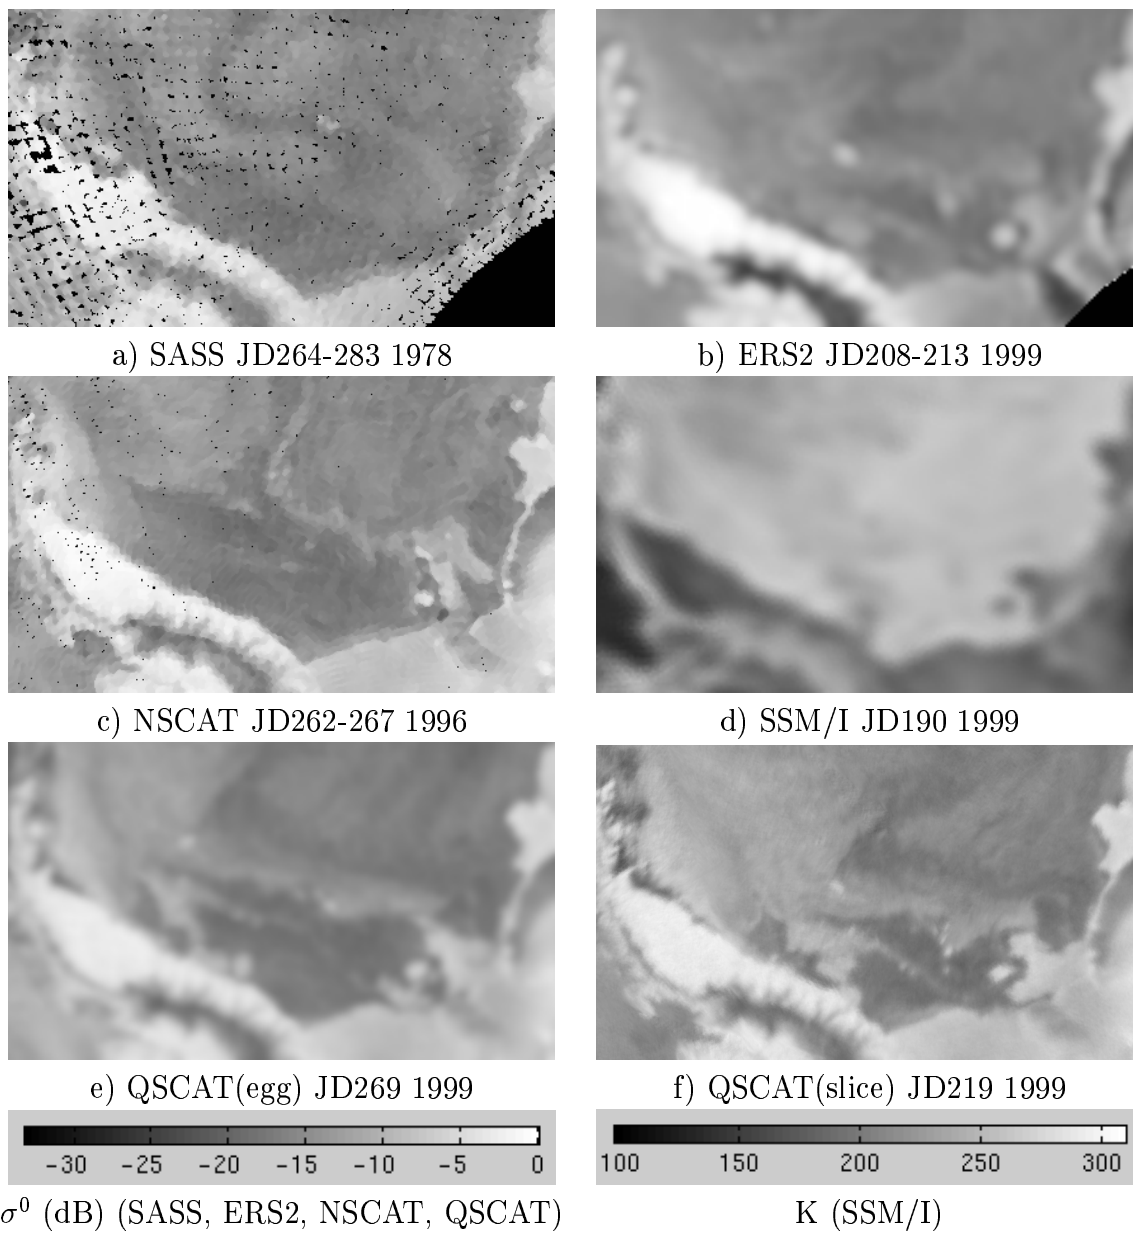 a) SASS JD264-283 1978
b) ERS2 JD208-213 1999
c) NSCAT JD262-267 1996
d) SSM/I JD190 1999
e) QSCAT(egg) JD269 1999
f) QSCAT(slice) JD219 1999
-30 -25 -20 -15 -10 -5 0
100 150 200 250 300
σ⁰ (dB) (SASS, ERS2, NSCAT, QSCAT)
K (SSM/I)